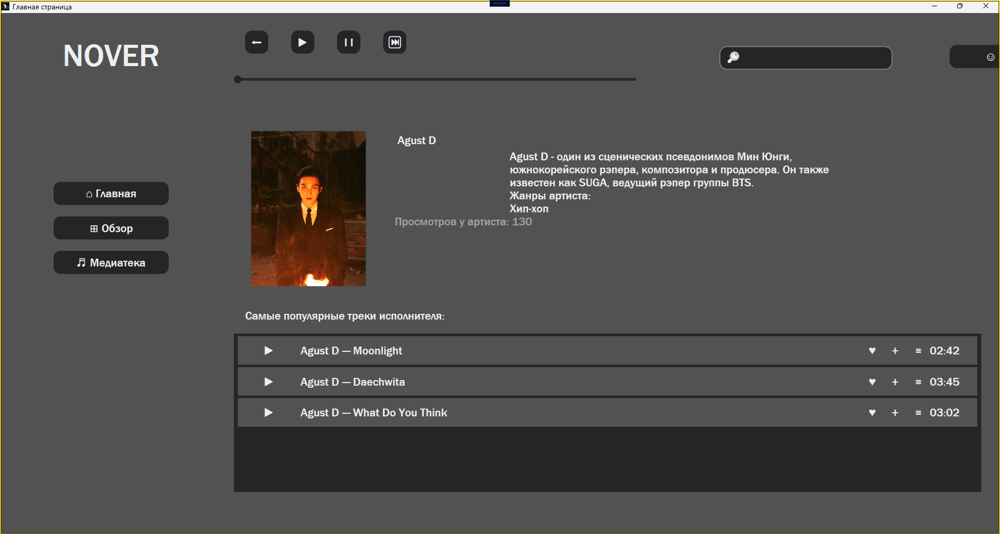 Главная страница
NOVER
⌂ Главная
⊞ Обзор
♬ Медиатека
Agust D
Agust D - один из сценических псевдонимов Мин Юнги,
южнокорейского рэпера, композитора и продюсера. Он также
известен как SUGA, ведущий рэпер группы BTS.
Жанры артиста:
Хип-хоп
Просмотров у артиста: 130
Самые популярные треки исполнителя:
▶ Agust D — Moonlight ♥ + ≡ 02:42
▶ Agust D — Daechwita ♥ + ≡ 03:45
▶ Agust D — What Do You Think ♥ + ≡ 03:02